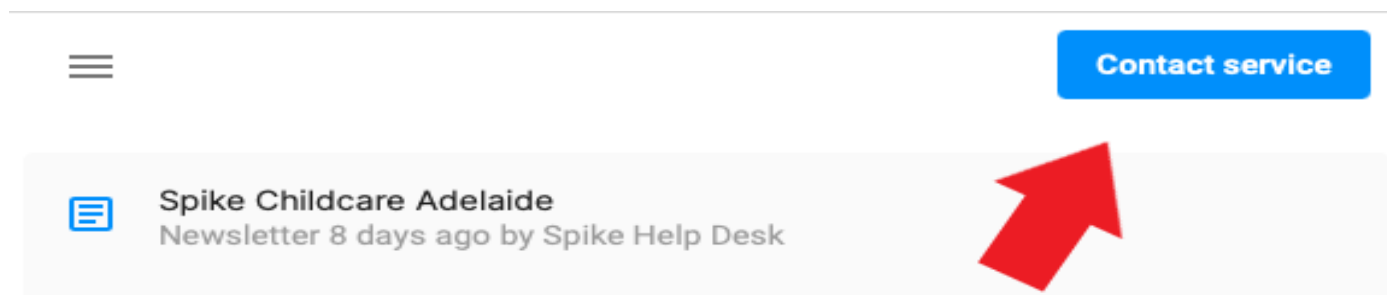 Contact service
Spike Childcare Adelaide
Newsletter 8 days ago by Spike Help Desk